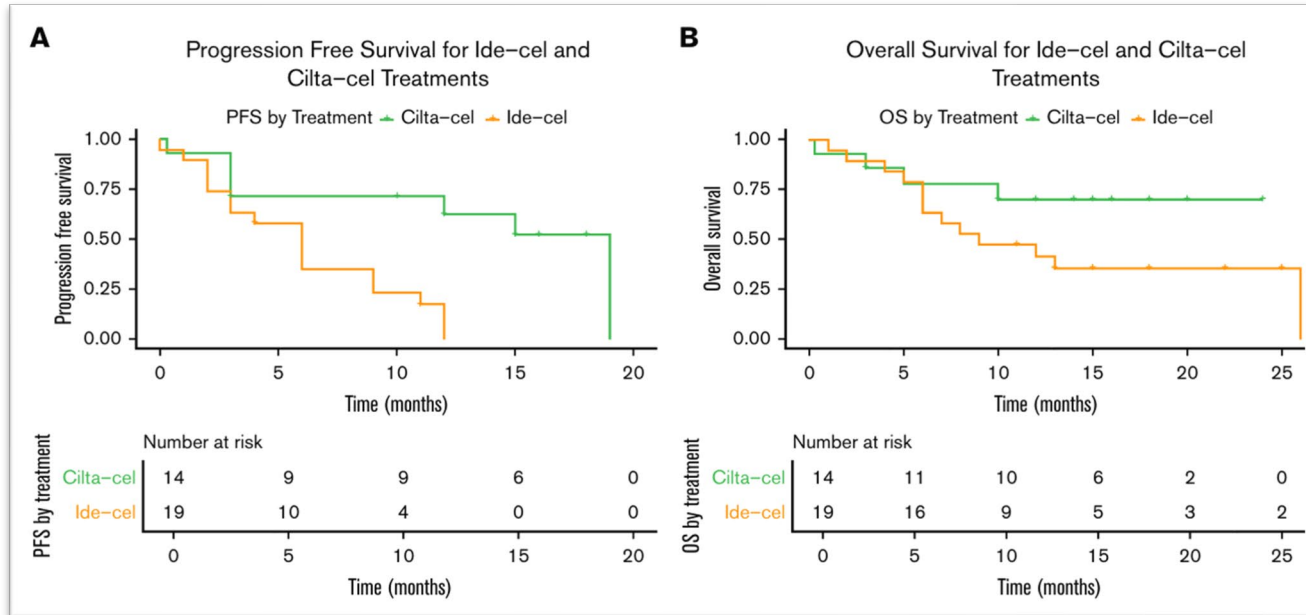 A
Progression Free Survival for Ide–cel and
Cilta–cel Treatments
PFS by Treatment Cilta–cel Ide–cel
Progression free survival
1.00
0.75
0.50
0.25
0.00
0 5 10 15 20
Time (months)
PFS by treatment
Number at risk
Cilta–cel 14 9 9 6 0
Ide–cel 19 10 4 0 0
0 5 10 15 20
Time (months)
B
Overall Survival for Ide–cel and Cilta–cel
Treatments
OS by Treatment Cilta–cel Ide–cel
Overall survival
1.00
0.75
0.50
0.25
0.00
0 5 10 15 20 25
Time (months)
OS by treatment
Number at risk
Cilta–cel 14 11 10 6 2 0
Ide–cel 19 16 9 5 3 2
0 5 10 15 20 25
Time (months)